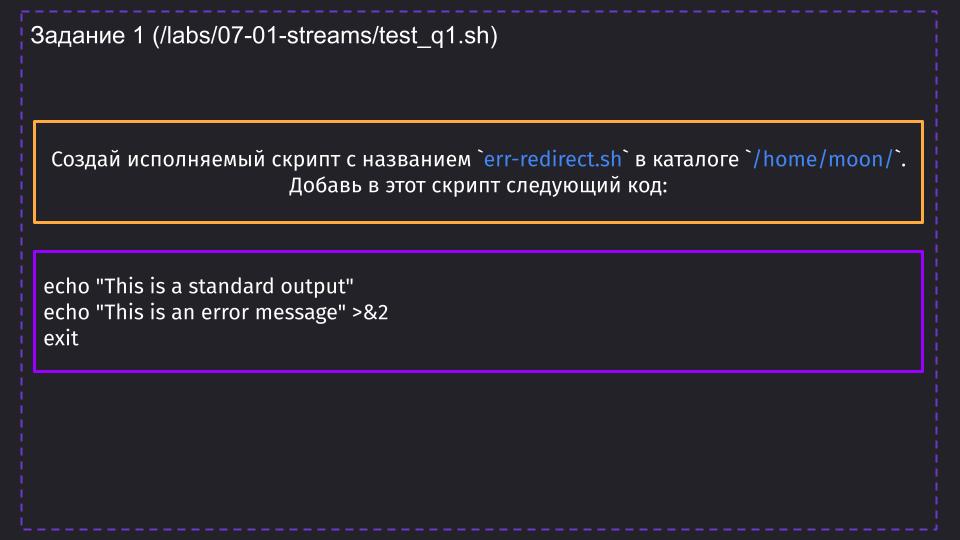 Задание 1 (/labs/07-01-streams/test_q1.sh)
Создай исполняемый скрипт с названием `err-redirect.sh` в каталоге `/home/moon/`.
Добавь в этот скрипт следующий код:
echo "This is a standard output"
echo "This is an error message" >&2
exit